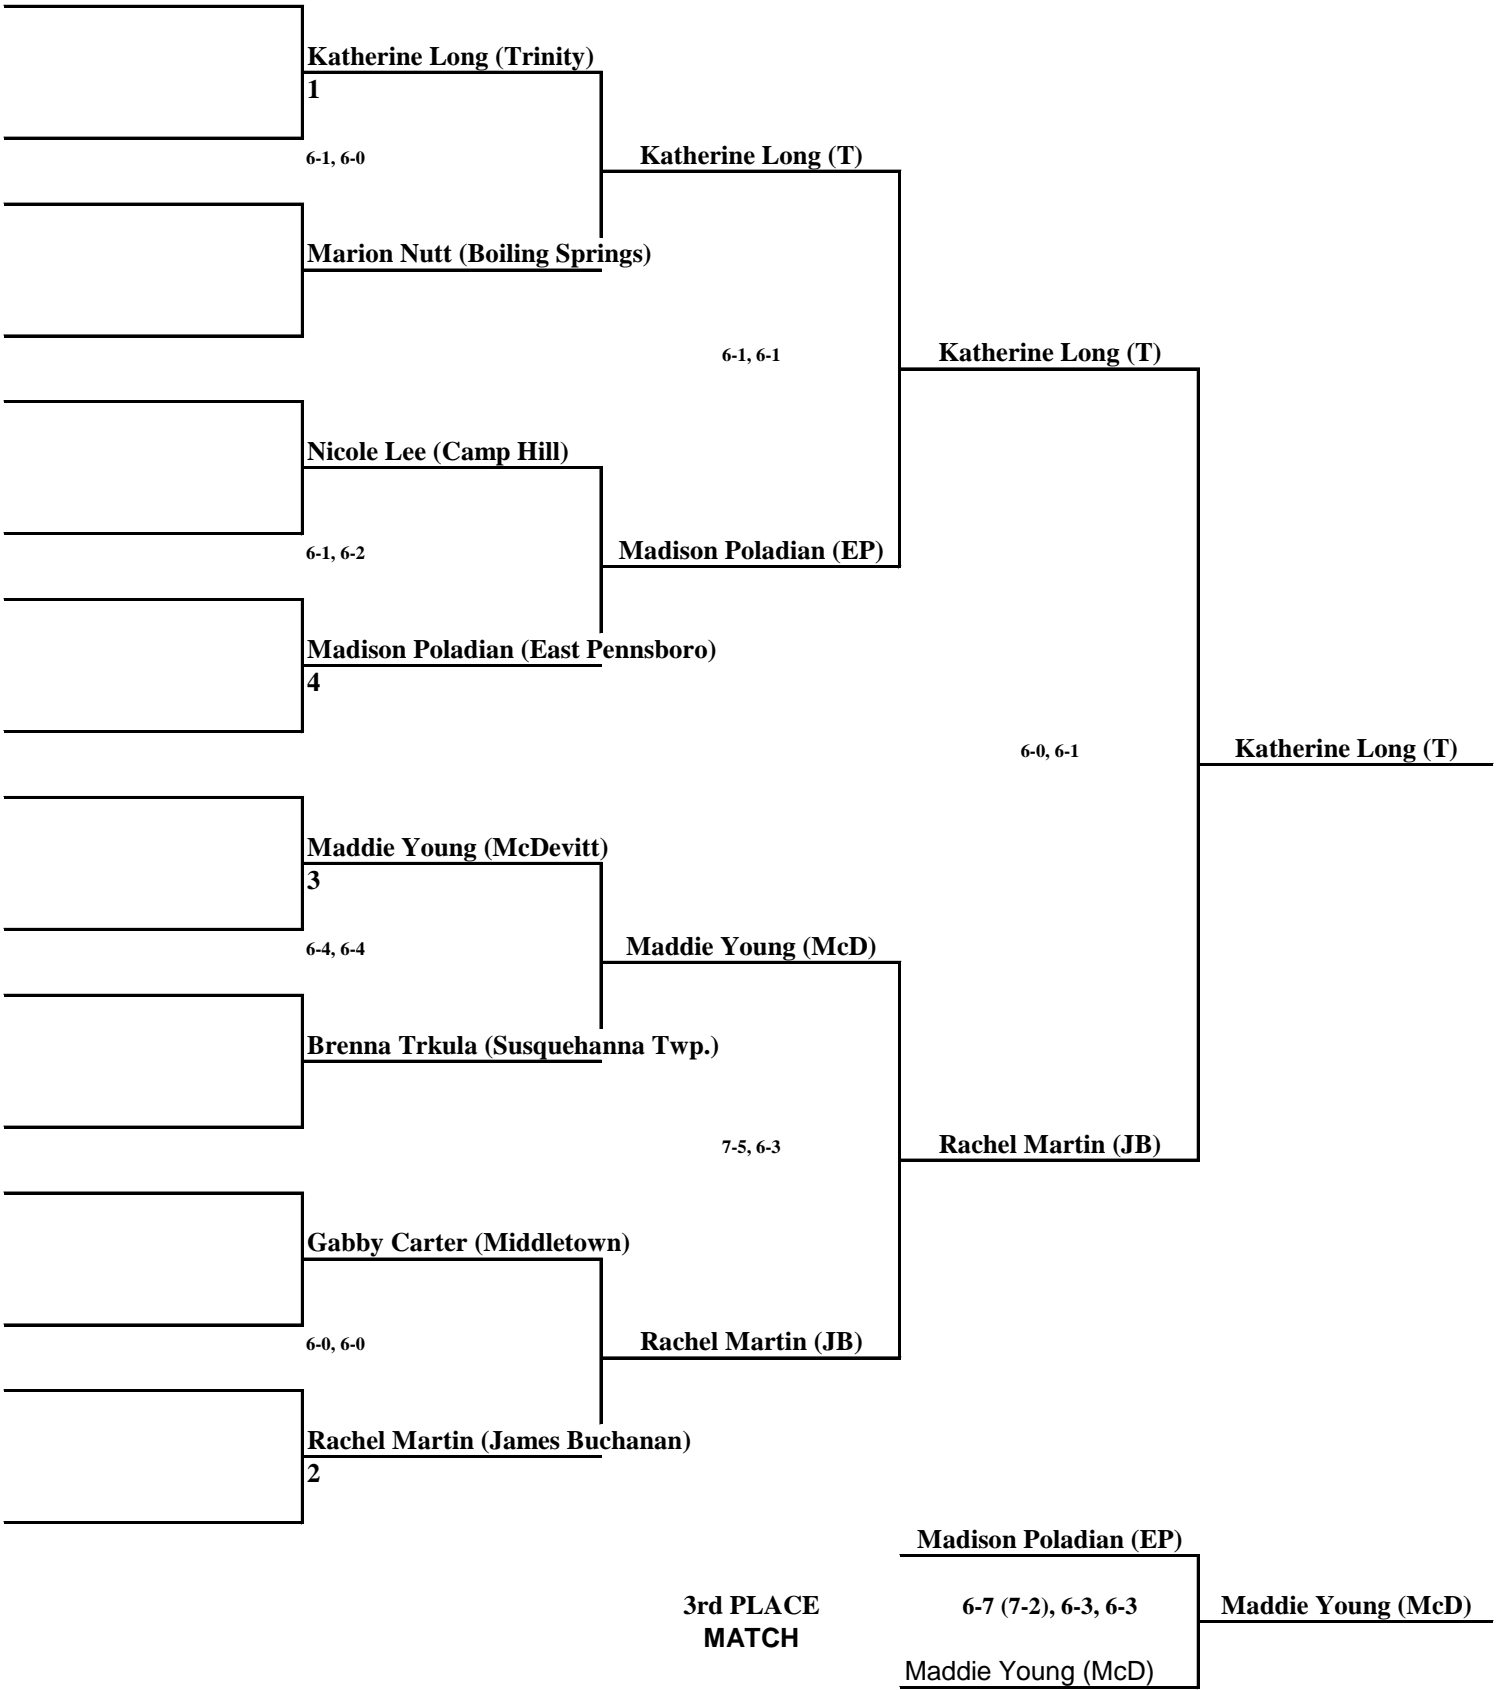 Katherine Long (Trinity)
1
6-1, 6-0
Katherine Long (T)
Marion Nutt (Boiling Springs)
6-1, 6-1
Katherine Long (T)
Nicole Lee (Camp Hill)
6-1, 6-2
Madison Poladian (EP)
Madison Poladian (East Pennsboro)
4
6-0, 6-1
Katherine Long (T)
Maddie Young (McDevitt)
3
6-4, 6-4
Maddie Young (McD)
Brenna Trkula (Susquehanna Twp.)
7-5, 6-3
Rachel Martin (JB)
Gabby Carter (Middletown)
6-0, 6-0
Rachel Martin (JB)
Rachel Martin (James Buchanan)
2
Madison Poladian (EP)
3rd PLACE
MATCH
6-7 (7-2), 6-3, 6-3
Maddie Young (McD)
Maddie Young (McD)